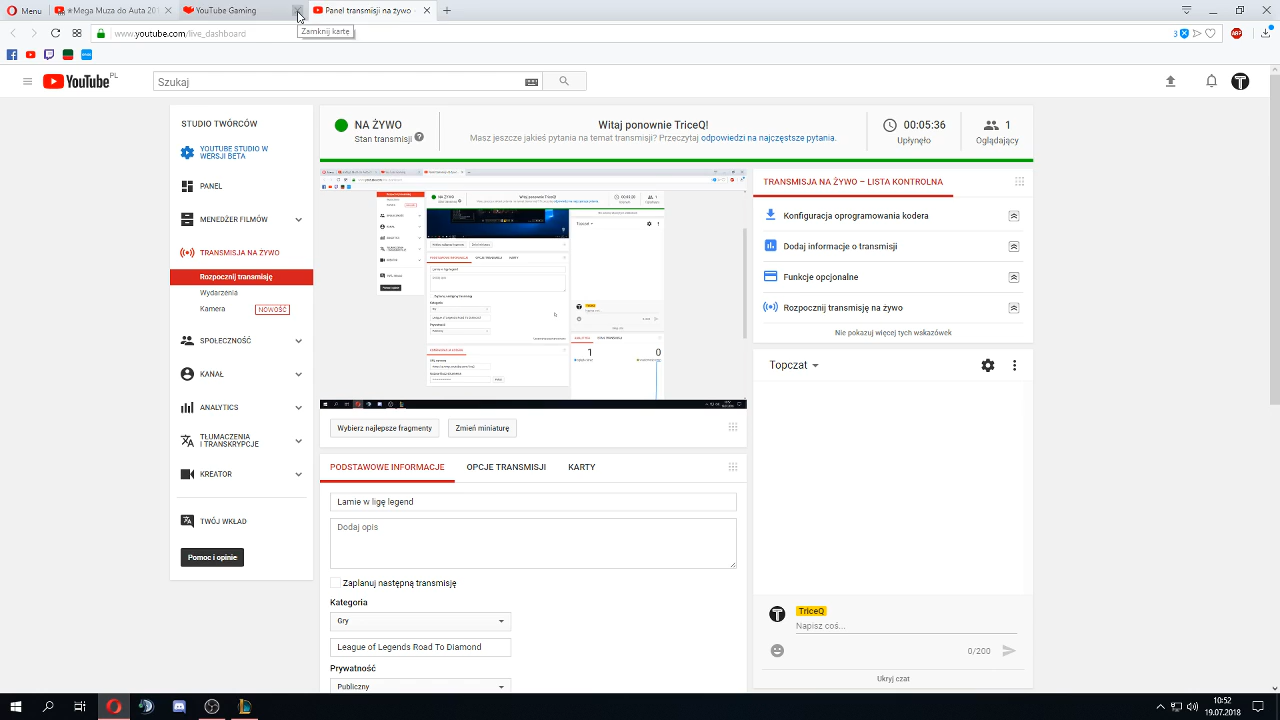 Menu
★Mega Muza do Auta 201
YouTube Gaming
Panel transmisji na żywo
Zamknij kartę
www.youtube.com/live_dashboard
3
ABP
YouTube PL
Szukaj
STUDIO TWÓRCÓW
YOUTUBE STUDIO W
WERSJI BETA
PANEL
MENEDŻER FILMÓW
TRANSMISJA NA ŻYWO
Rozpocznij transmisję
Wydarzenia
Kamera
NOWOŚĆ
SPOŁECZNOŚĆ
KANAŁ
ANALYTICS
TŁUMACZENIA
I TRANSKRYPCJE
KREATOR
TWÓJ WKŁAD
Pomoc i opinie
NA ŻYWO
Stan transmisji
Witaj ponownie TriceQ!
Masz jeszcze jakieś pytania na temat transmisji? Przeczytaj odpowiedzi na najczęstsze pytania.
00:05:36
Upłynęło
1
Oglądający
Wybierz najlepsze fragmenty
Zmień miniaturę
PODSTAWOWE INFORMACJE
OPCJE TRANSMISJI
KARTY
Lamie w ligę legend
Dodaj opis
Zaplanuj następną transmisję
Kategoria
Gry
League of Legends Road To Diamond
Prywatność
Publiczny
TRANSMISJA NA ŻYWO – LISTA KONTROLNA
Konfiguracja oprogramowania kodera
Dodaj informacje o transmisji
Funkcje opcjonalne
Rozpocznij transmisję na żywo
Nie pokazuj więcej tych wskazówek
Topczat
TriceQ
Napisz coś...
0/200
Ukryj czat
10:52
19.07.2018